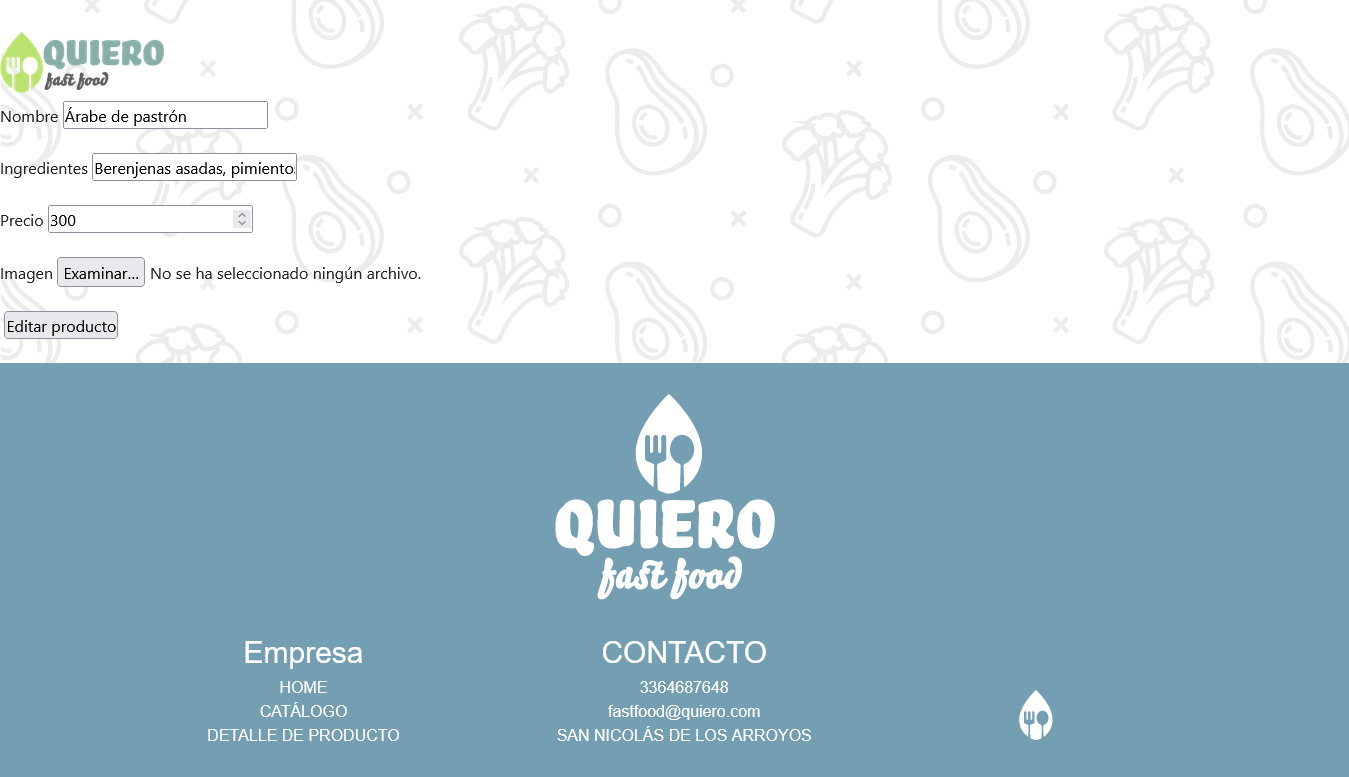 QUIERO
fast food
Nombre Árabe de pastrón
Ingredientes Berenjenas asadas, pimiento
Precio 300
Imagen Examinar... No se ha seleccionado ningún archivo.
Editar producto
QUIERO
fast food
Empresa
HOME
CATÁLOGO
DETALLE DE PRODUCTO
CONTACTO
3364687648
fastfood@quiero.com
SAN NICOLÁS DE LOS ARROYOS